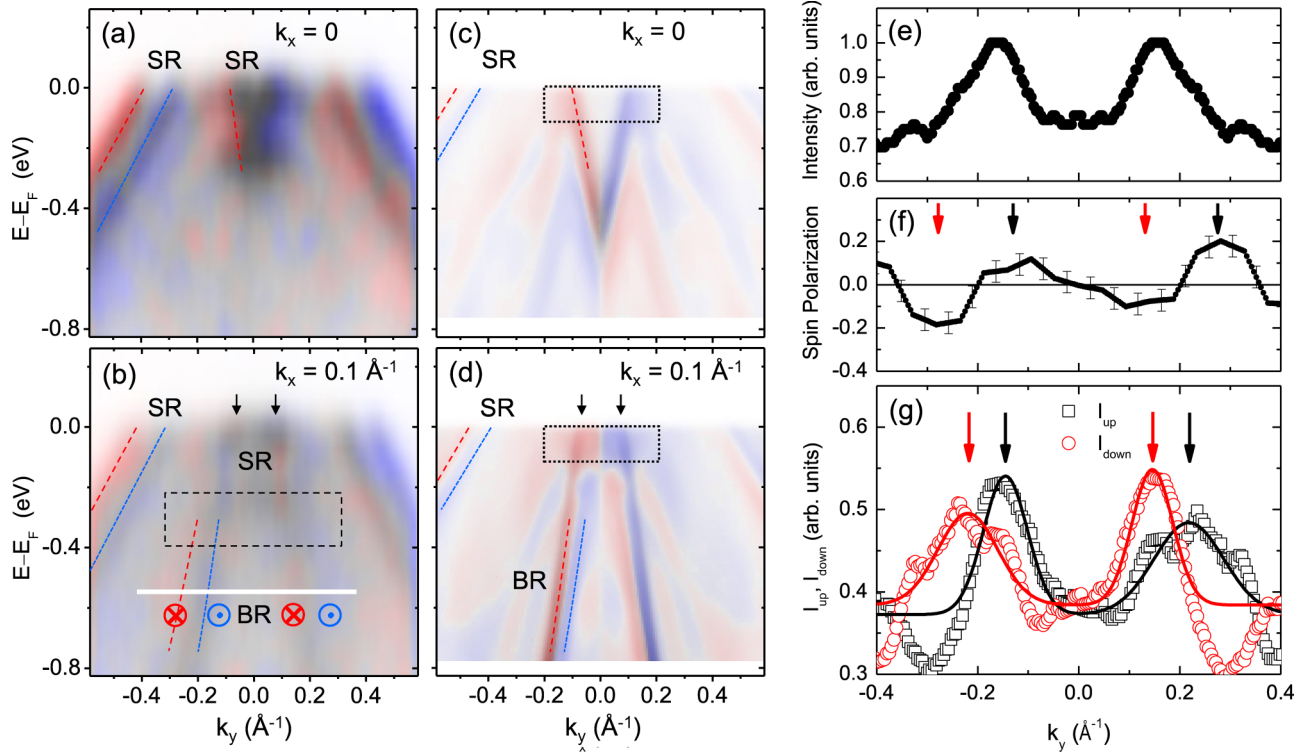 (a) k_x = 0
SR SR
0.0
-0.4
-0.8
E−E_F (eV)
(b) k_x = 0.1 Å⁻¹
SR
SR
BR
0.0
-0.4
-0.8
E−E_F (eV)
-0.4 -0.2 0.0 0.2 0.4
k_y (Å⁻¹)
(c) k_x = 0
SR
(d) k_x = 0.1 Å⁻¹
SR
BR
-0.4 -0.2 0.0 0.2 0.4
k_y (Å⁻¹)
(e)
1.0
0.9
0.8
0.7
0.6
Intensity (arb. units)
(f)
0.2
0.0
-0.2
-0.4
Spin Polarization
(g)
I_up
I_down
0.6
0.5
0.4
0.3
I_up, I_down (arb. units)
-0.4 -0.2 0.0 0.2 0.4
k_y (Å⁻¹)